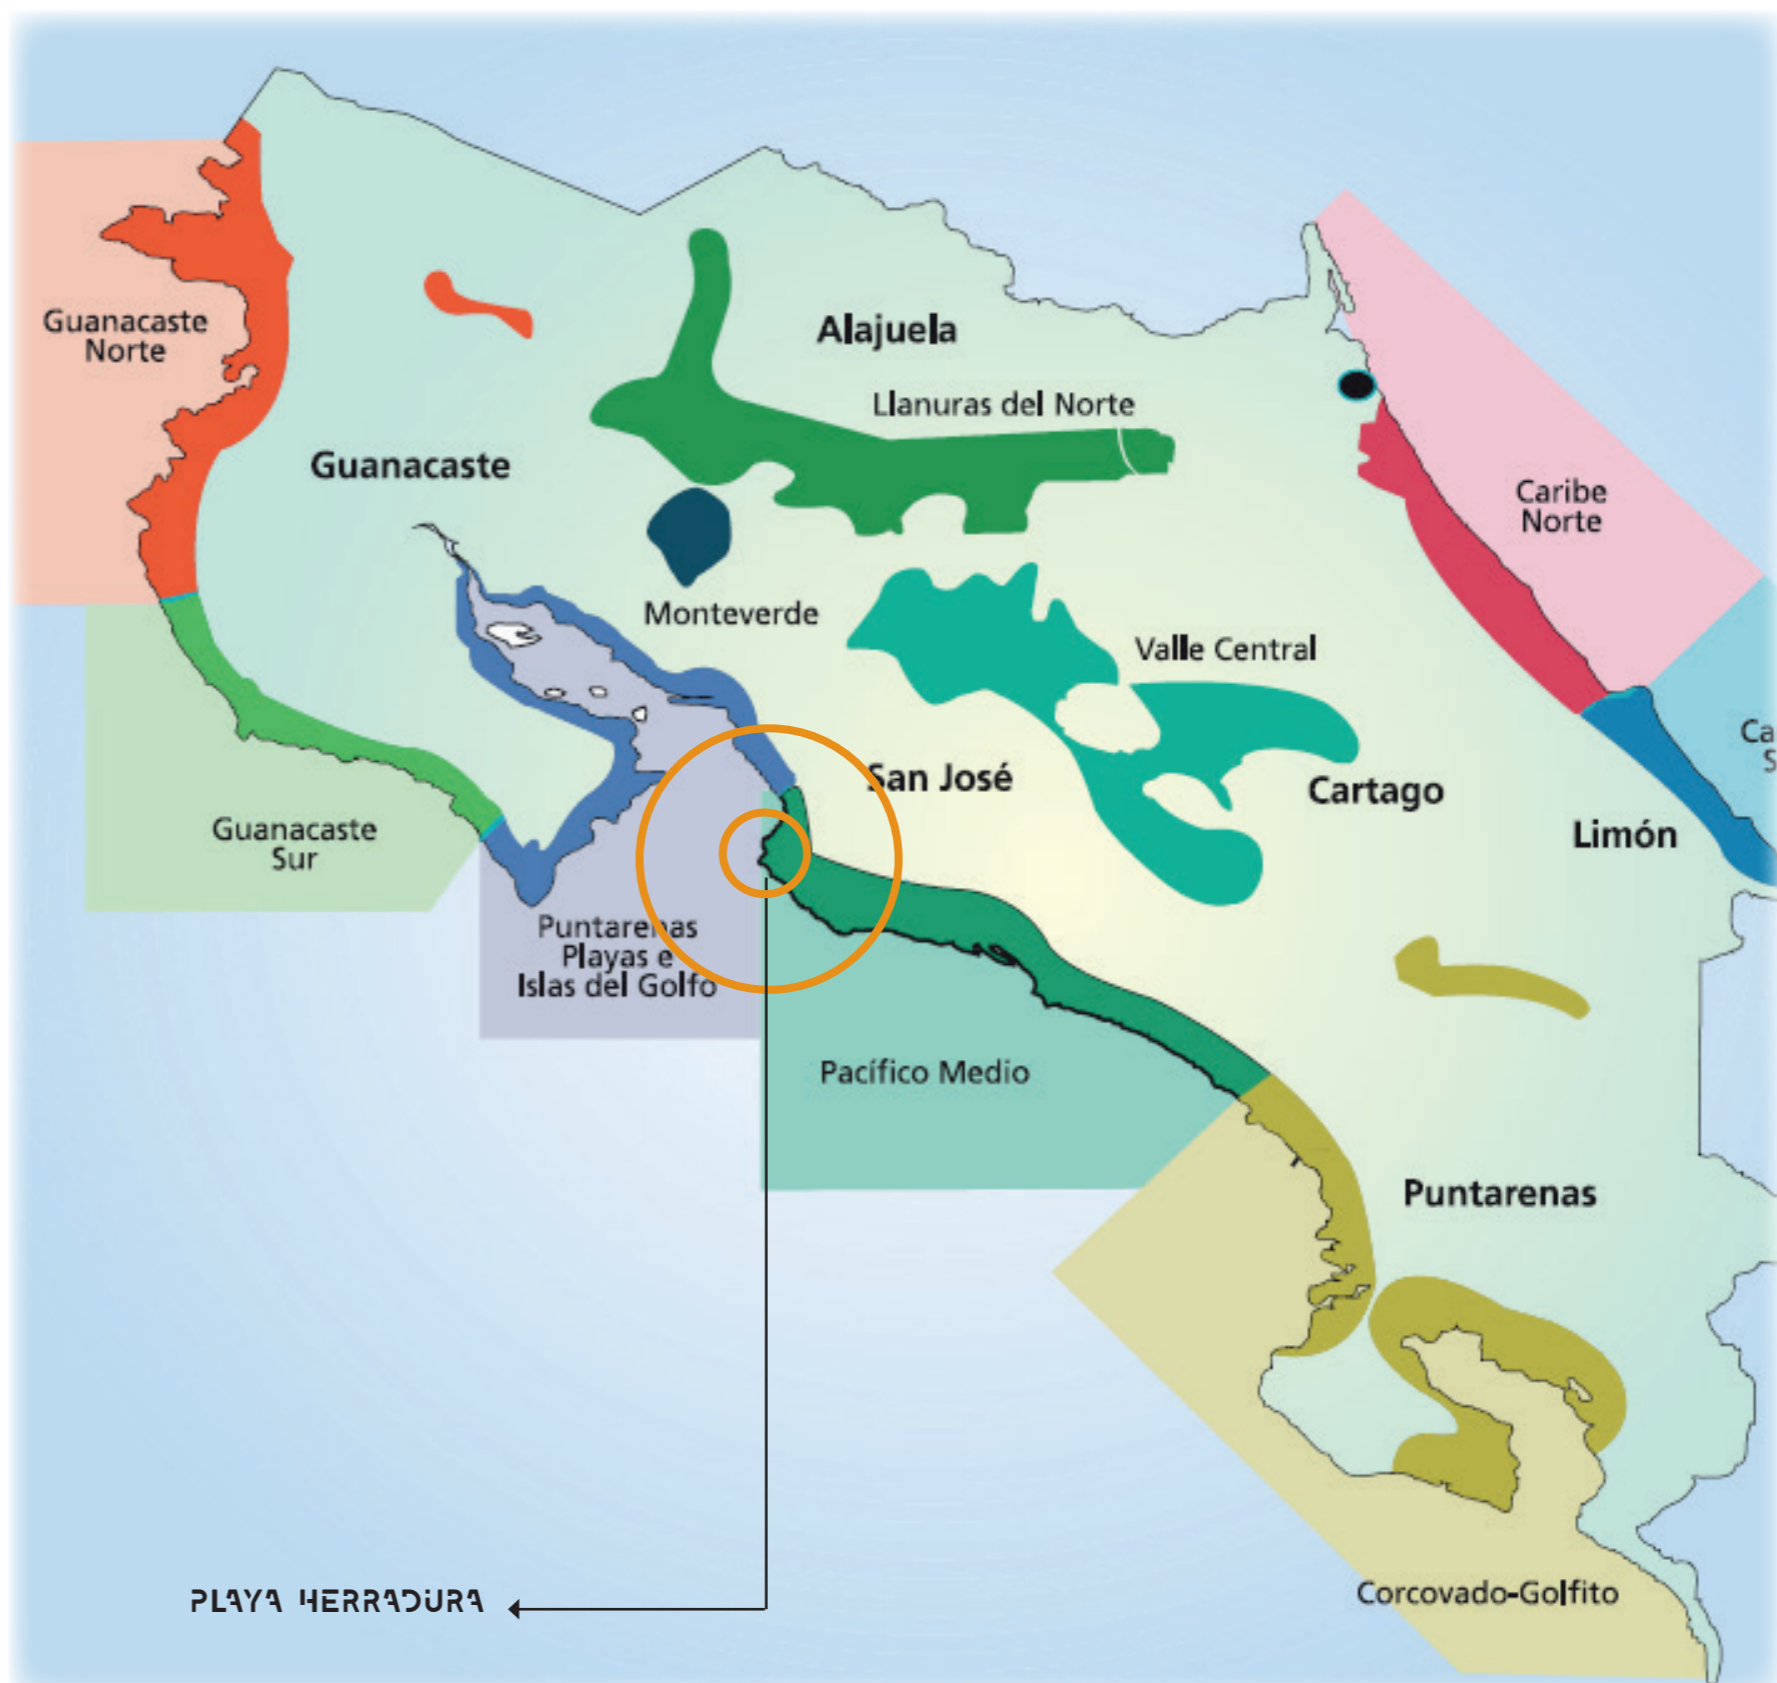 Guanacaste
Norte
Alajuela
Llanuras del Norte
Guanacaste
Caribe
Norte
Monteverde
Valle Central
Ca
S
San José
Cartago
Guanacaste
Sur
Limón
Puntarenas
Playas e
Islas del Golfo
Pacífico Medio
Puntarenas
Corcovado-Golfito
PLAYA HERRADURA